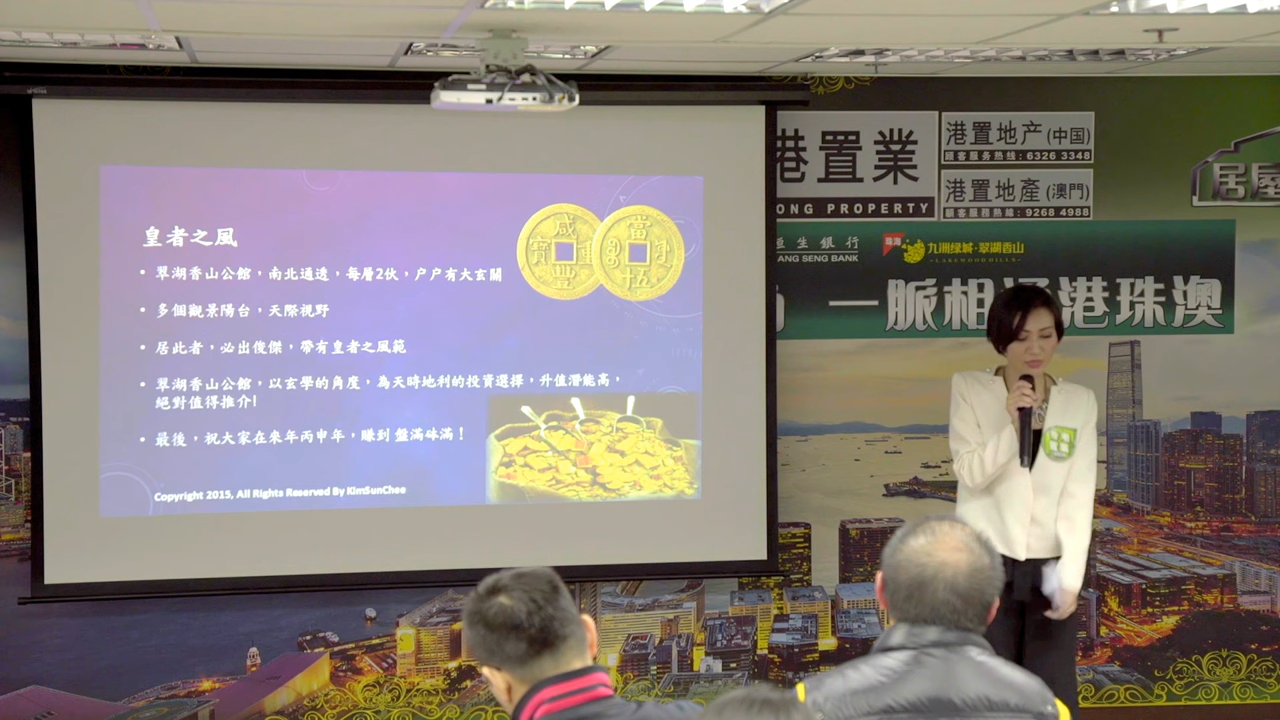 皇者之風
• 翠湖香山公館，南北通透，每層2伙，户户有大玄關
• 多個觀景陽台，天際視野
• 居此者，必出俊傑，帶有皇者之風範
• 翠湖香山公館，以玄學的角度，為天時地利的投資選擇，升值潛能高，
絕對值得推介!
• 最後，祝大家在來年丙申年，賺到 盤滿砵滿！
Copyright 2015, All Rights Reserved By KimSunChee
咸
寶
豐
當
五
港置業
ONG PROPERTY
港置地产 (中国)
顧客服务热线: 6326 3348
港置地產 (澳門)
顧客服務熱線: 9268 4988
居屋
恒生銀行
ANG SENG BANK
珠海
九洲绿城·翠湖香山
LAKEWOOD HILLS
一脈相通港珠澳